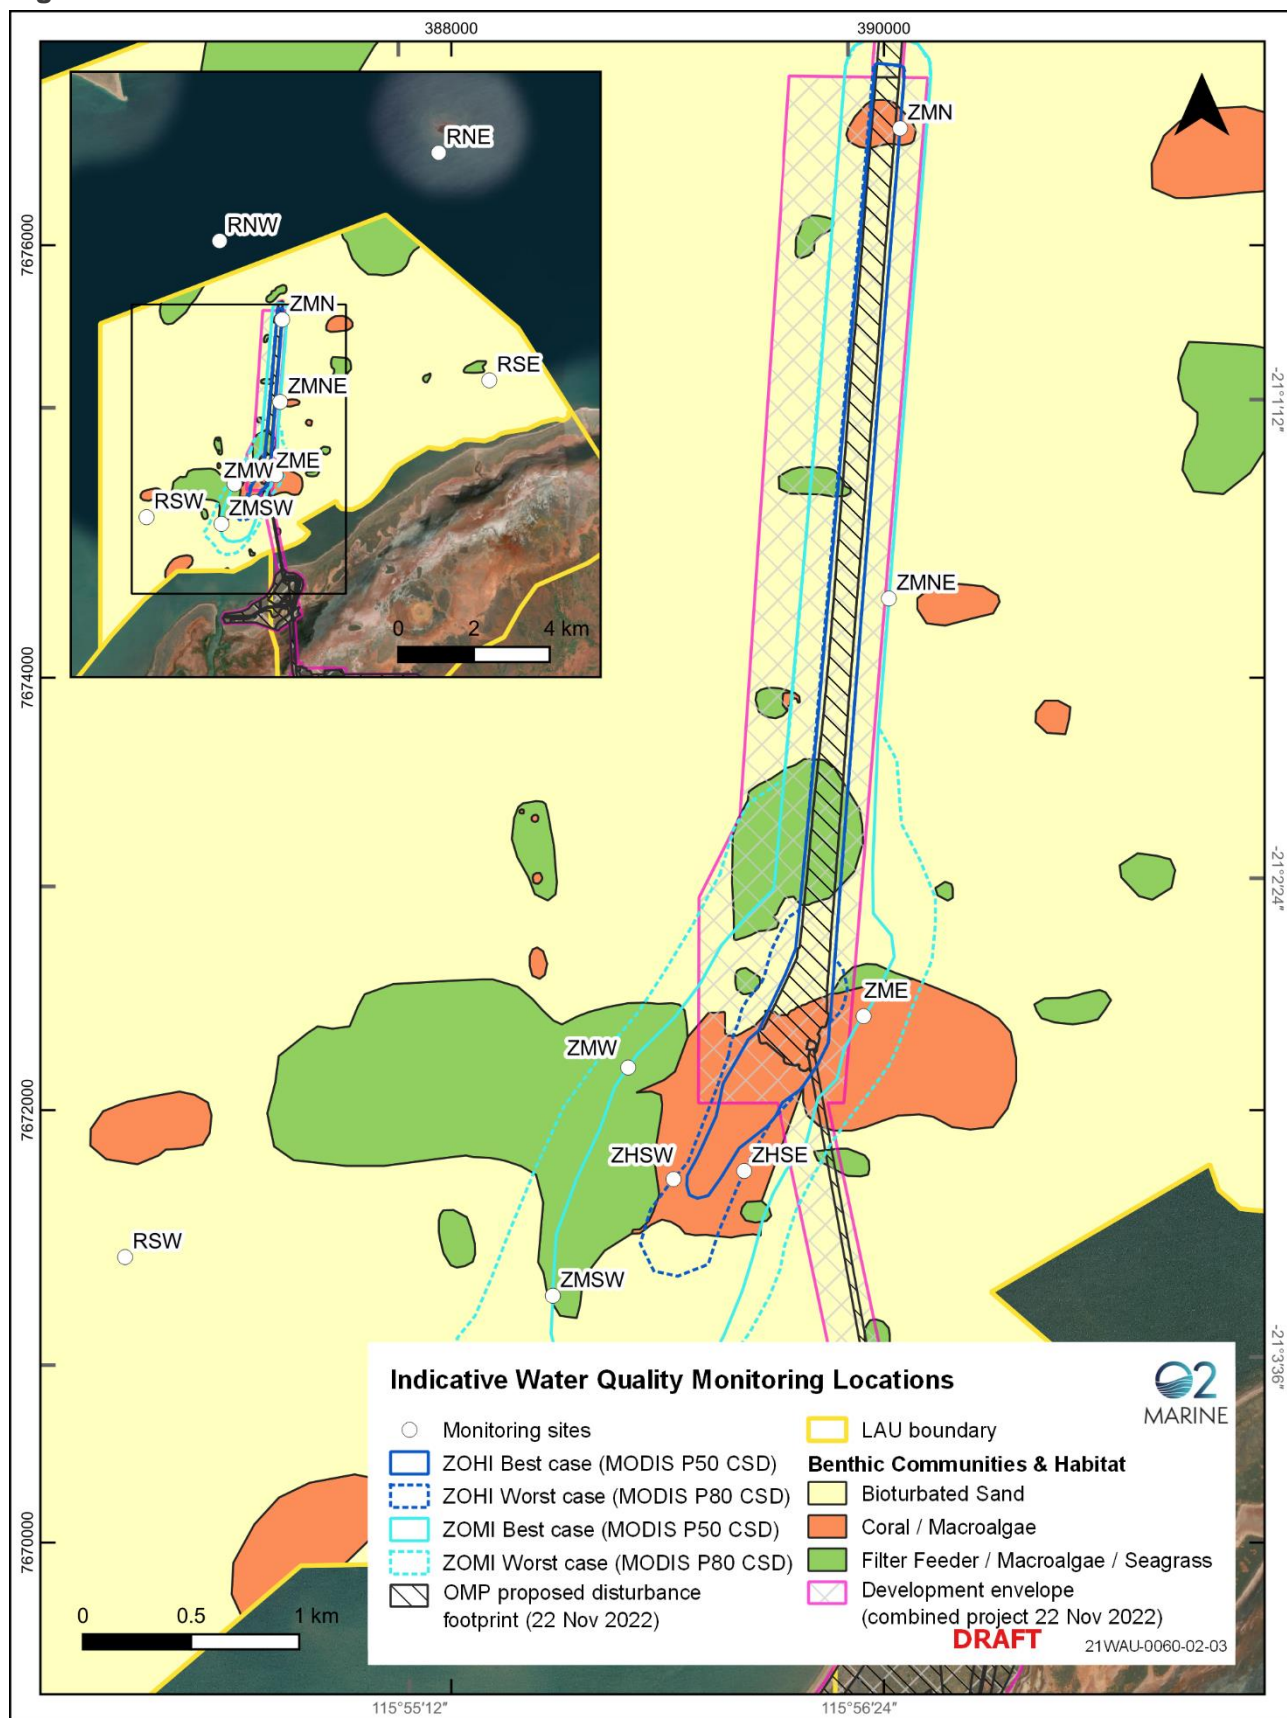 388000
390000
7676000
7674000
7672000
7670000
-21°1'12"
-21°2'24"
-21°3'36"
115°55'12"
115°56'24"
RNE
RNW
ZMN
RSE
ZMNE
ZME
ZMW
RSW
ZMSW
0 2 4 km
ZMN
ZMNE
ZME
ZMW
ZHSW
ZHSE
RSW
ZMSW
0 0.5 1 km
Indicative Water Quality Monitoring Locations
O2
MARINE
Monitoring sites
ZOHI Best case (MODIS P50 CSD)
ZOHI Worst case (MODIS P80 CSD)
ZOMI Best case (MODIS P50 CSD)
ZOMI Worst case (MODIS P80 CSD)
OMP proposed disturbance
footprint (22 Nov 2022)
LAU boundary
Benthic Communities & Habitat
Bioturbated Sand
Coral / Macroalgae
Filter Feeder / Macroalgae / Seagrass
Development envelope
(combined project 22 Nov 2022)
DRAFT
21WAU-0060-02-03